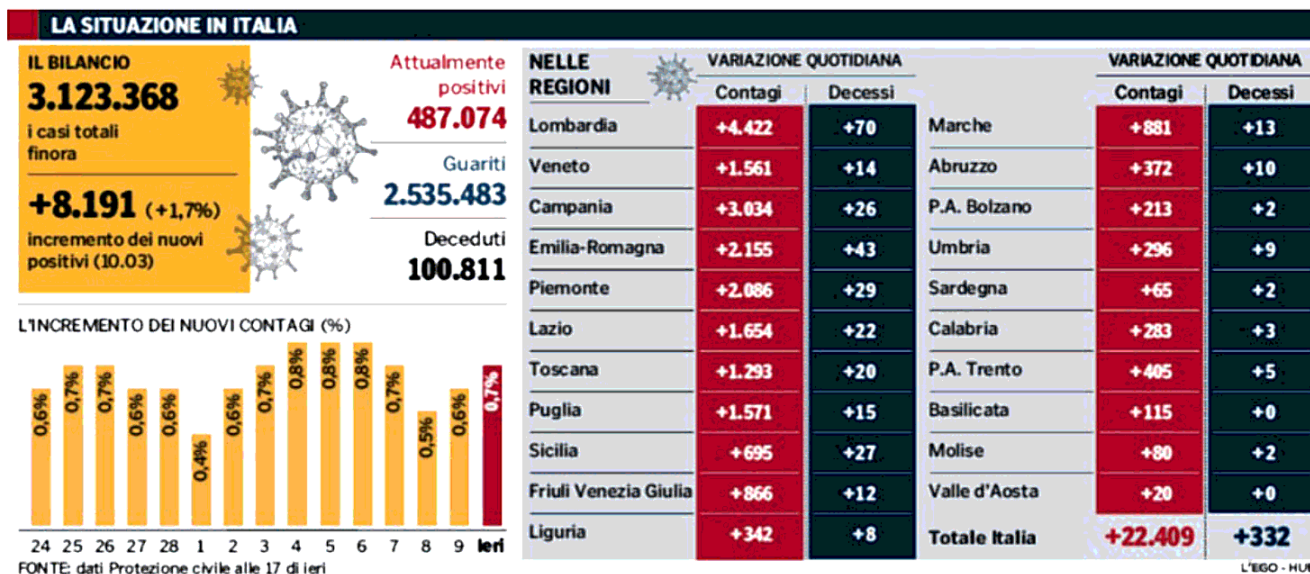 LA SITUAZIONE IN ITALIA
IL BILANCIO
3.123.368
i casi totali
finora
+8.191 (+1,7%)
incremento dei nuovi
positivi (10.03)
Attualmente
positivi
487.074
Guariti
2.535.483
Deceduti
100.811
L'INCREMENTO DEI NUOVI CONTAGI (%)
0,6% 0,7% 0,7% 0,6% 0,6% 0,4% 0,6% 0,7% 0,8% 0,8% 0,8% 0,7% 0,5% 0,6% 0,7%
24 25 26 27 28 1 2 3 4 5 6 7 8 9 Ieri
FONTE: dati Protezione civile alle 17 di ieri
NELLE
REGIONI
VARIAZIONE QUOTIDIANA
Contagi Decessi
Lombardia +4.422 +70
Veneto +1.561 +14
Campania +3.034 +26
Emilia-Romagna +2.155 +43
Piemonte +2.086 +29
Lazio +1.654 +22
Toscana +1.293 +20
Puglia +1.571 +15
Sicilia +695 +27
Friuli Venezia Giulia +866 +12
Liguria +342 +8
VARIAZIONE QUOTIDIANA
Contagi Decessi
Marche +881 +13
Abruzzo +372 +10
P.A. Bolzano +213 +2
Umbria +296 +9
Sardegna +65 +2
Calabria +283 +3
P.A. Trento +405 +5
Basilicata +115 +0
Molise +80 +2
Valle d'Aosta +20 +0
Totale Italia +22.409 +332
L'EGO - HUB